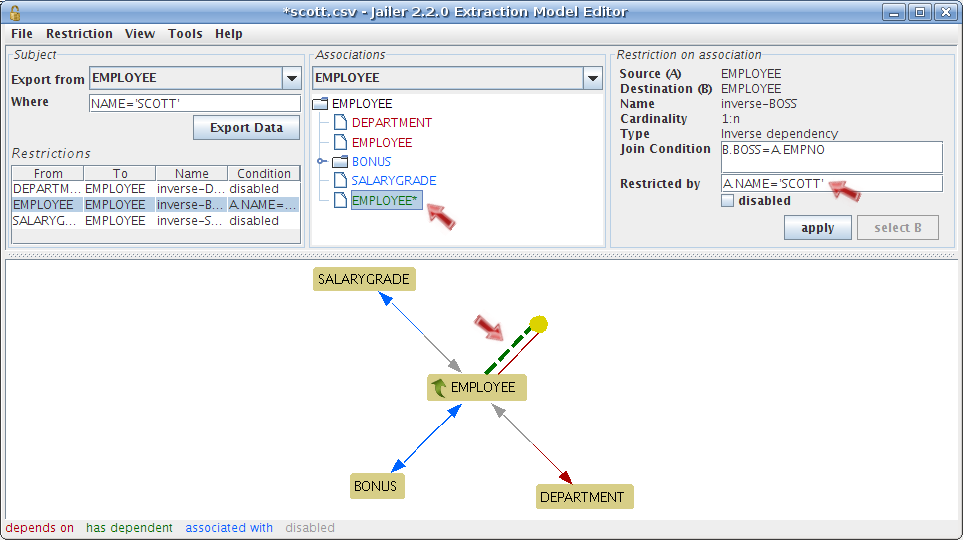 *scott.csv - Jailer 2.2.0 Extraction Model Editor
File Restriction View Tools Help
Subject
Export from EMPLOYEE
Where NAME='SCOTT'
Export Data
Restrictions
From To Name Condition
DEPARTM... EMPLOYEE inverse-D... disabled
EMPLOYEE EMPLOYEE inverse-B... A.NAME=...
SALARYG... EMPLOYEE inverse-S... disabled
Associations
EMPLOYEE
EMPLOYEE
DEPARTMENT
EMPLOYEE
BONUS
SALARYGRADE
EMPLOYEE*
Restriction on association
Source (A) EMPLOYEE
Destination (B) EMPLOYEE
Name inverse-BOSS
Cardinality 1:n
Type Inverse dependency
Join Condition B.BOSS=A.EMPNO
Restricted by A.NAME='SCOTT'
disabled
apply select B
SALARYGRADE
EMPLOYEE
BONUS
DEPARTMENT
depends on has dependent associated with disabled